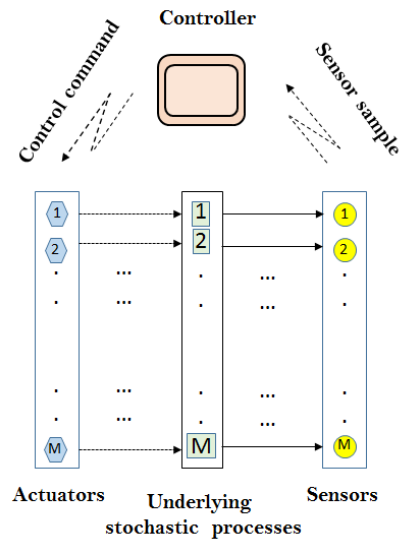 Controller
Control command
Sensor sample
1 1 1
2 2 2
. ... . ... .
. ... . ... .
. ... . ... .
. ... . ... .
M M M
Actuators
Underlying
stochastic processes
Sensors